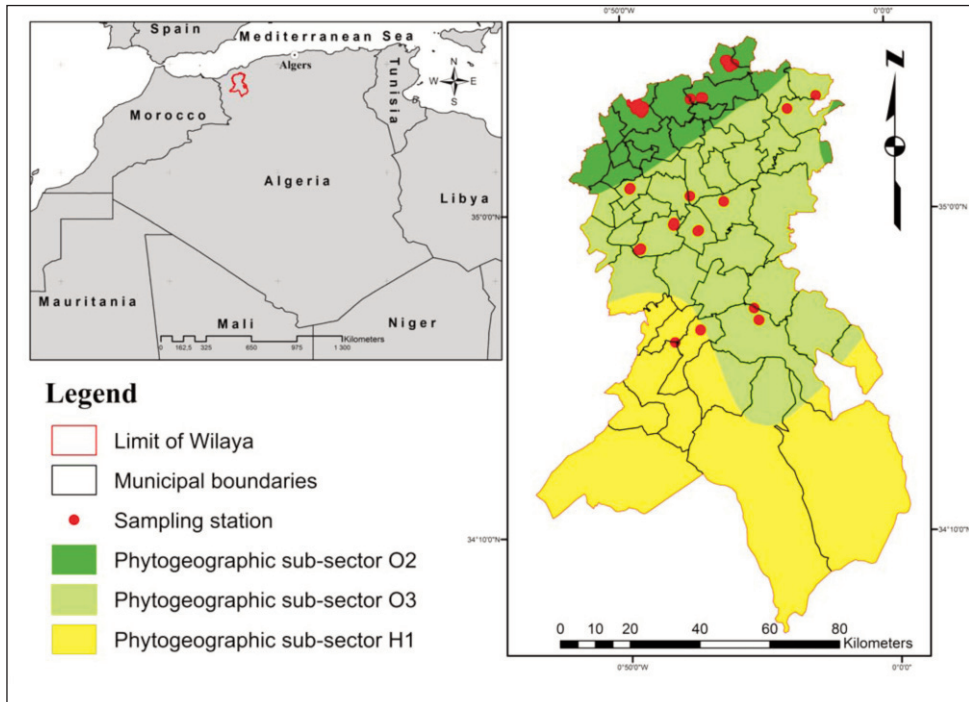 Spain
Mediterranean Sea
Algers
Tunisia
N
W E
S
Morocco
Algeria
Libya
Mauritania
Mali
Niger
0 162.5 325 650 975 1 300
Kilometers
35°0'0"N
0°50'0"W
0°0'0"
N
35°0'0"N
34°10'0"N
0 10 20 40 60 80
Kilometers
0°50'0"W
0°0'0"
Legend
Limit of Wilaya
Municipal boundaries
Sampling station
Phytogeographic sub-sector O2
Phytogeographic sub-sector O3
Phytogeographic sub-sector H1